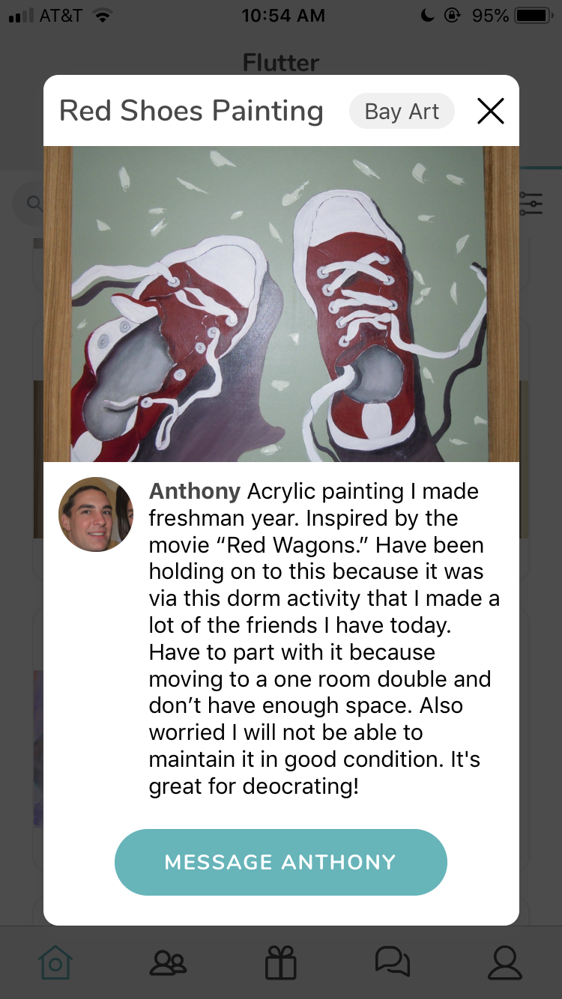 AT&T 10:54 AM 95%
Flutter
Red Shoes Painting Bay Art
Anthony Acrylic painting I made
freshman year. Inspired by the
movie “Red Wagons.” Have been
holding on to this because it was
via this dorm activity that I made a
lot of the friends I have today.
Have to part with it because
moving to a one room double and
don’t have enough space. Also
worried I will not be able to
maintain it in good condition. It's
great for deocrating!
MESSAGE ANTHONY